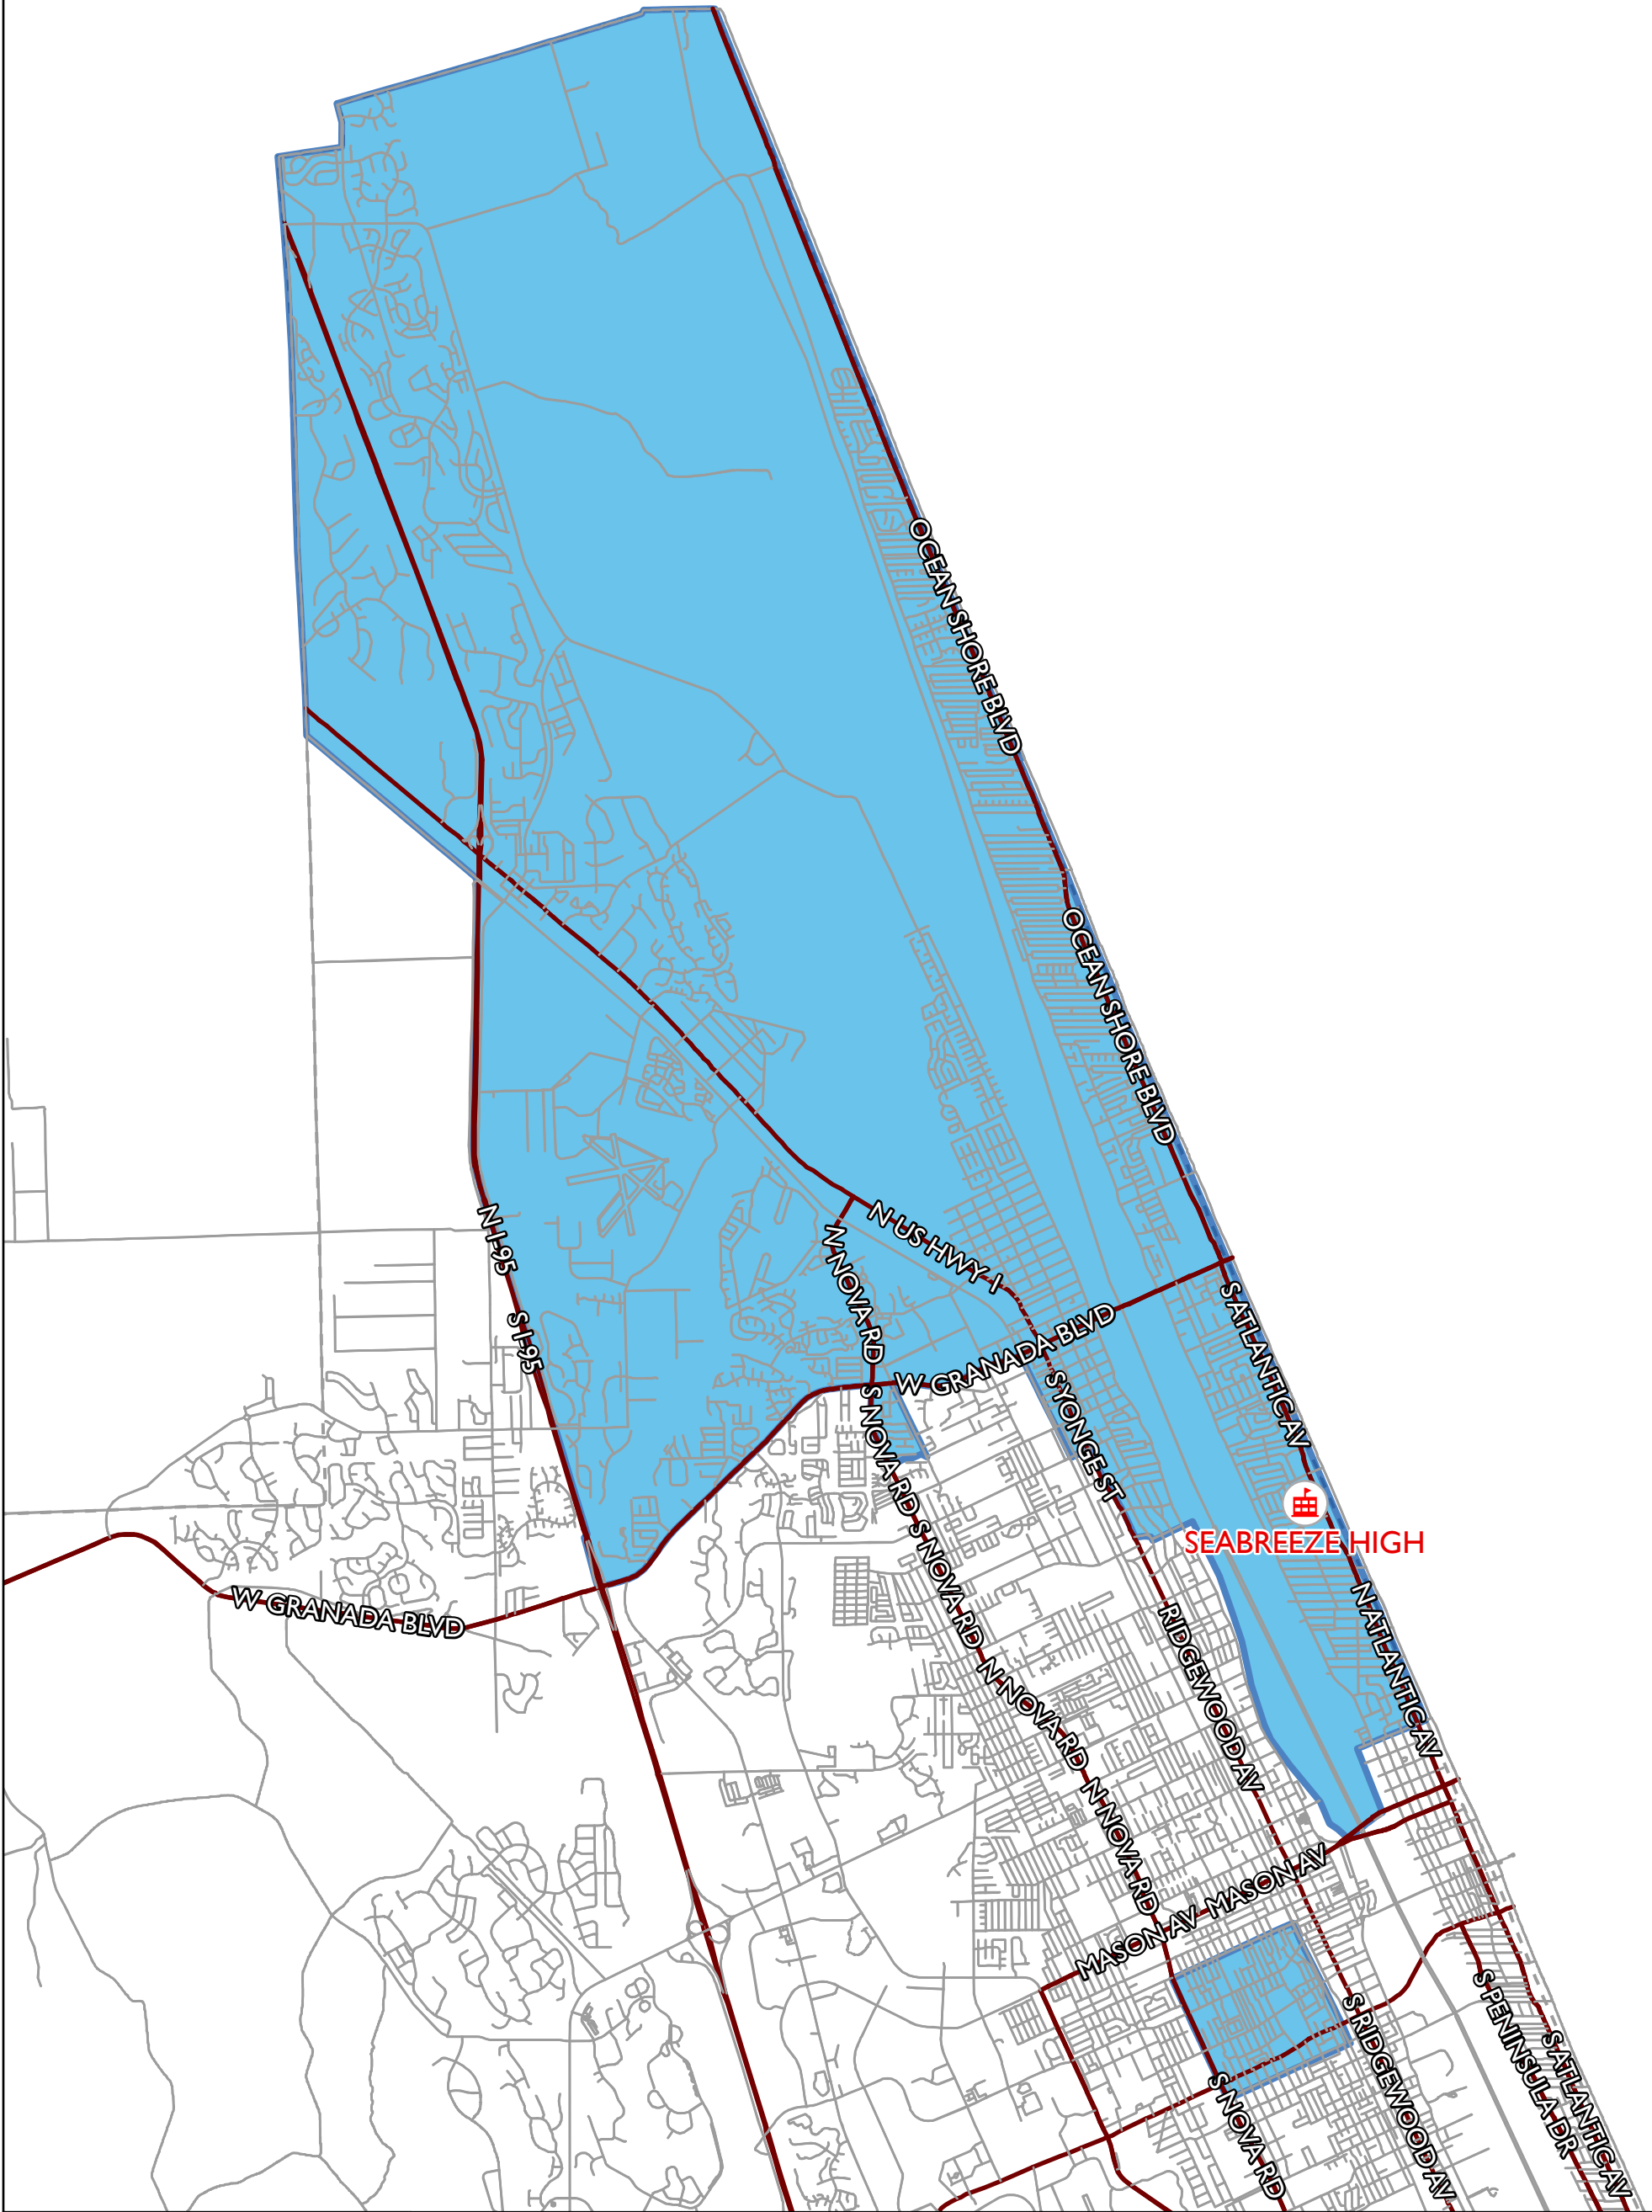 OCEAN SHORE BLVD
OCEAN SHORE BLVD
N I-95
N US HWY 1
N NOVA RD
S I-95
S ATLANTIC AV
W GRANADA BLVD
S YONGE ST
S NOVA RD
SEABREEZE HIGH
S NOVA RD
W GRANADA BLVD
N ATLANTIC AV
RIDGEWOOD AV
N NOVA RD
N NOVA RD
MASON AV
MASON AV
S RIDGEWOOD AV
S PENINSULA DR
S ATLANTIC AV
S NOVA RD